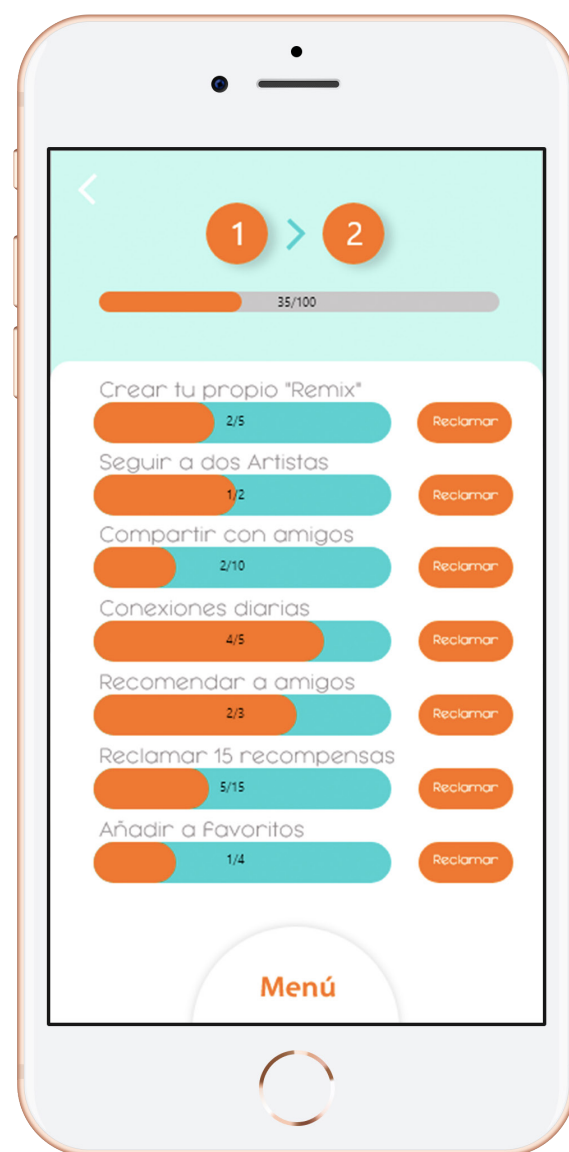 1 > 2
35/100
Crear tu propio "Remix"
2/5 Reclamar
Seguir a dos Artistas
1/2 Reclamar
Compartir con amigos
2/10 Reclamar
Conexiones diarias
4/5 Reclamar
Recomendar a amigos
2/3 Reclamar
Reclamar 15 recompensas
5/15 Reclamar
Añadir a Favoritos
1/4 Reclamar
Menú